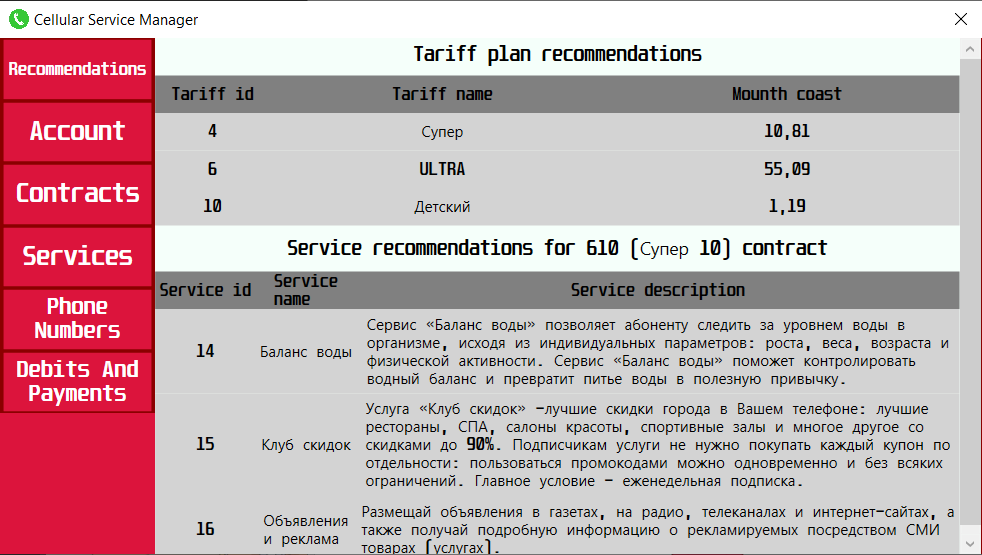 Cellular Service Manager
Recommendations
Account
Contracts
Services
Phone
Numbers
Debits And
Payments
Tariff plan recommendations
Tariff id Tariff name Mounth coast
4 Супер 10,81
6 ULTRA 55,09
10 Детский 1,19
Service recommendations for 610 (Супер 10) contract
Service id Service name Service description
14 Баланс воды
Сервис «Баланс воды» позволяет абоненту следить за уровнем воды в
организме, исходя из индивидуальных параметров: роста, веса, возраста и
физической активности. Сервис «Баланс воды» поможет контролировать
водный баланс и превратит питье воды в полезную привычку.
15 Клуб скидок
Услуга «Клуб скидок» –лучшие скидки города в Вашем телефоне: лучшие
рестораны, СПА, салоны красоты, спортивные залы и многое другое со
скидками до 90%. Подписчикам услуги не нужно покупать каждый купон по
отдельности: пользоваться промокодами можно одновременно и без всяких
ограничений. Главное условие – еженедельная подписка.
16 Объявления и реклама
Размещай объявления в газетах, на радио, телеканалах и интернет-сайтах, а
также получай подробную информацию о рекламируемых посредством СМИ
товарах (услугах).